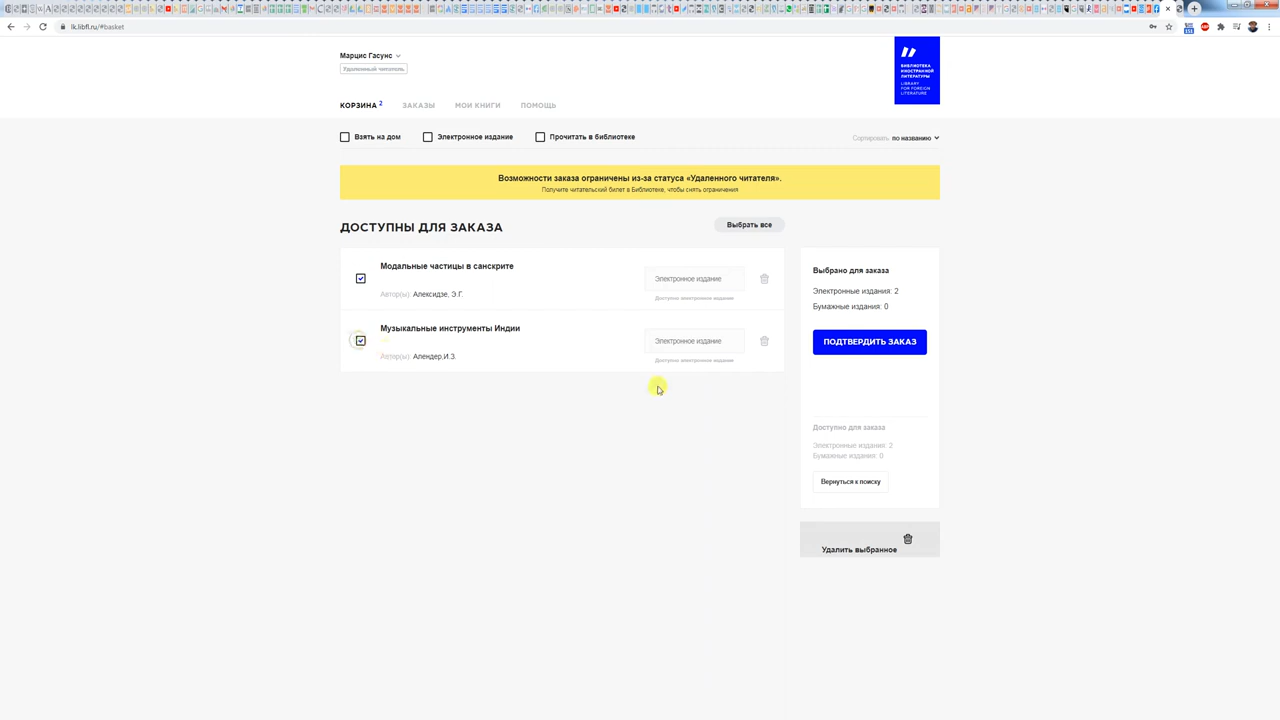 lk.libfl.ru/#basket
Марцис Гасунс
Удаленный читатель
БИБЛИОТЕКА
ИНОСТРАННОЙ
ЛИТЕРАТУРЫ
LIBRARY
FOR FOREIGN
LITERATURE
КОРЗИНА 2 ЗАКАЗЫ МОИ КНИГИ ПОМОЩЬ
Взять на дом Электронное издание Прочитать в библиотеке Сортировать: по названию
Возможности заказа ограничены из-за статуса «Удаленного читателя».
Получите читательский билет в Библиотеке, чтобы снять ограничения
ДОСТУПНЫ ДЛЯ ЗАКАЗА Выбрать все
Модальные частицы в санскрите
Электронное издание
Автор(ы): Алексидзе, Э.Г.
Доступно электронное издание
Музыкальные инструменты Индии
Электронное издание
Автор(ы): Алендер,И.З.
Доступно электронное издание
Выбрано для заказа
Электронные издания: 2
Бумажные издания: 0
ПОДТВЕРДИТЬ ЗАКАЗ
Доступно для заказа
Электронные издания: 2
Бумажные издания: 0
Вернуться к поиску
Удалить выбранное